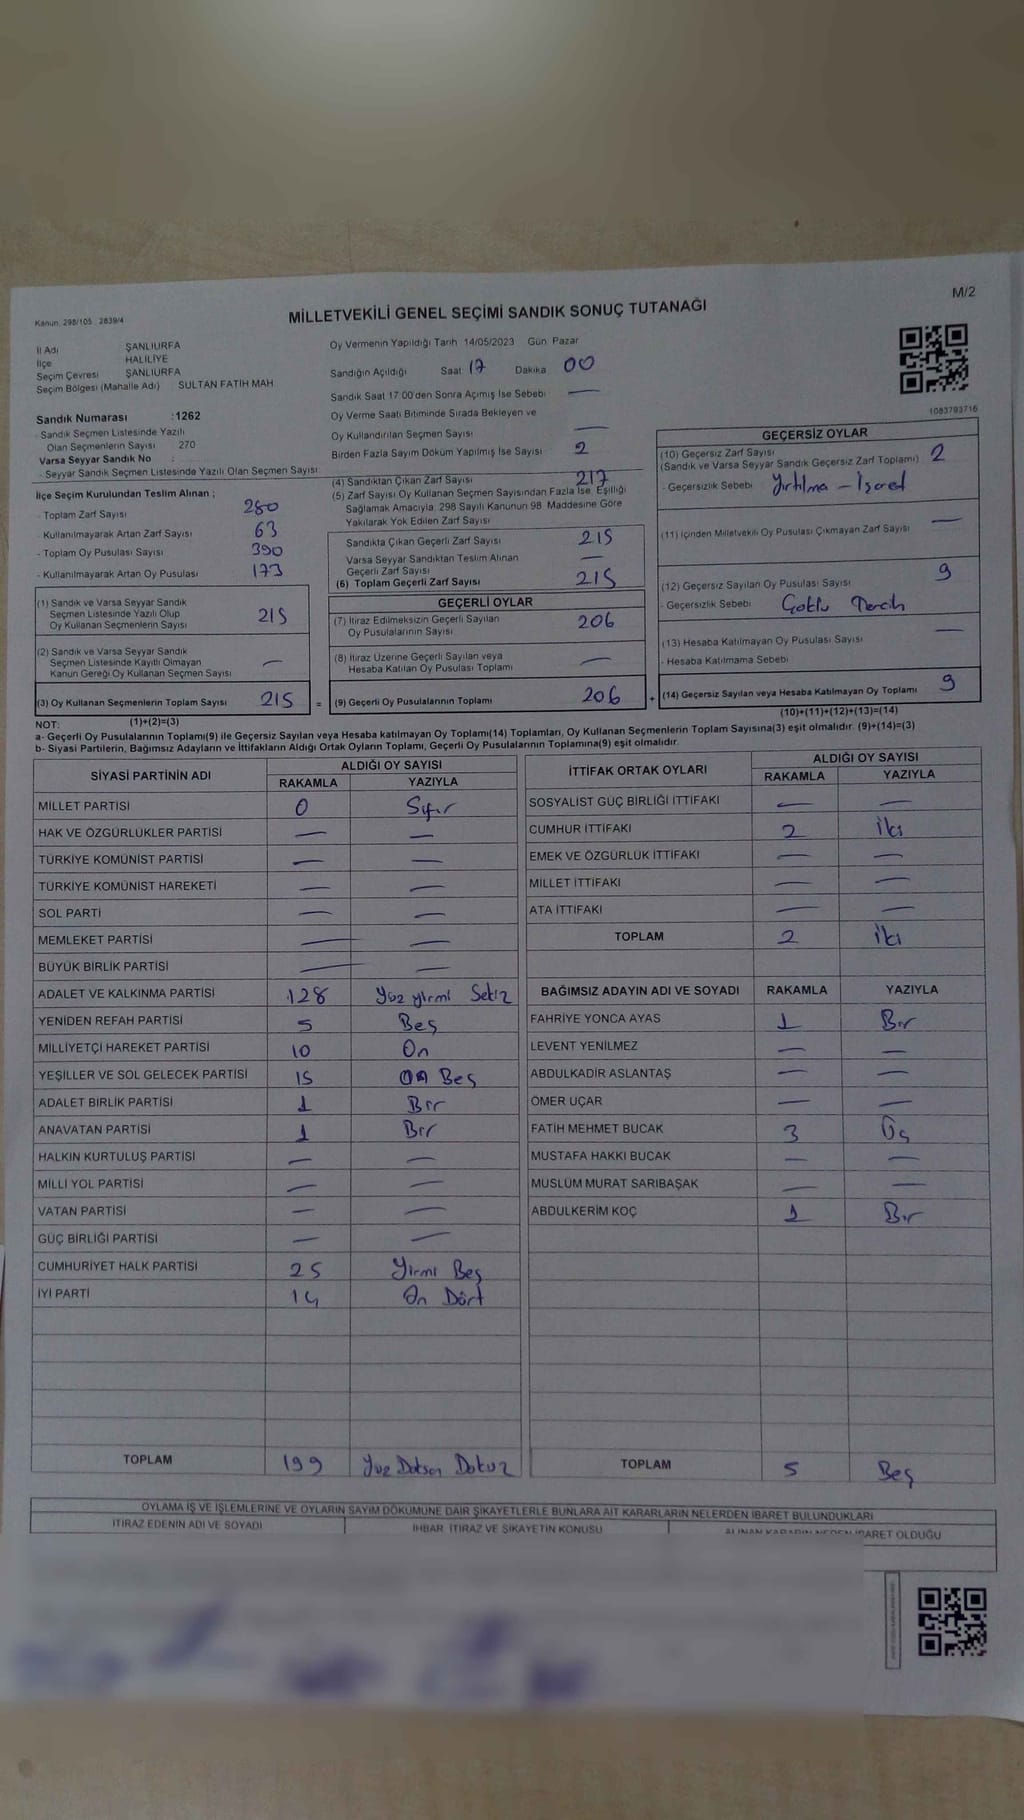 M/2
Kanun: 298/105 2839/4
MİLLETVEKİLİ GENEL SEÇİMİ SANDIK SONUÇ TUTANAĞI
İl Adı ŞANLIURFA
İlçe HALİLİYE
Seçim Çevresi ŞANLIURFA
Seçim Bölgesi (Mahalle Adı) SULTAN FATİH MAH.
Sandık Numarası :1262
- Sandık Seçmen Listesinde Yazılı
Olan Seçmenlerin Sayısı 270
Varsa Seyyar Sandık No :
- Seyyar Sandık Seçmen Listesinde Yazılı Olan Seçmen Sayısı:
Oy Vermenin Yapıldığı Tarih 14/05/2023 Gün Pazar
Sandığın Açıldığı Saat 17 Dakika 00
Sandık Saat 17:00'den Sonra Açılmış İse Sebebi —
Oy Verme Saati Bitiminde Sırada Bekleyen ve
Oy Kullandırılan Seçmen Sayısı —
Birden Fazla Sayım Döküm Yapılmış İse Sayısı 2
1083793716
İlçe Seçim Kurulundan Teslim Alınan ;
- Toplam Zarf Sayısı 280
- Kullanılmayarak Artan Zarf Sayısı 63
- Toplam Oy Pusulası Sayısı 390
- Kullanılmayarak Artan Oy Pusulası 173
(1) Sandık ve Varsa Seyyar Sandık
Seçmen Listesinde Yazılı Olup
Oy Kullanan Seçmenlerin Sayısı 215
(2) Sandık ve Varsa Seyyar Sandık
Seçmen Listesinde Kayıtlı Olmayan
Kanun Gereği Oy Kullanan Seçmen Sayısı —
(3) Oy Kullanan Seçmenlerin Toplam Sayısı 215 =
(4) Sandıktan Çıkan Zarf Sayısı 217
(5) Zarf Sayısı Oy Kullanan Seçmen Sayısından Fazla İse, Eşitliği
Sağlamak Amacıyla, 298 Sayılı Kanunun 98. Maddesine Göre
Yakılarak Yok Edilen Zarf Sayısı
Sandıkta Çıkan Geçerli Zarf Sayısı 215
Varsa Seyyar Sandıktan Teslim Alınan
Geçerli Zarf Sayısı —
(6) Toplam Geçerli Zarf Sayısı 215
GEÇERLİ OYLAR
(7) İtiraz Edilmeksizin Geçerli Sayılan
Oy Pusulalarının Sayısı 206
(8) İtiraz Üzerine Geçerli Sayılan veya
Hesaba Katılan Oy Pusulası Toplamı —
(9) Geçerli Oy Pusulalarının Toplamı 206 +
GEÇERSİZ OYLAR
(10) Geçersiz Zarf Sayısı
(Sandık ve Varsa Seyyar Sandık Geçersiz Zarf Toplamı) 2
- Geçersizlik Sebebi Yırtılma - İşaret
(11) İçinden Milletvekili Oy Pusulası Çıkmayan Zarf Sayısı —
(12) Geçersiz Sayılan Oy Pusulası Sayısı 9
- Geçersizlik Sebebi Çoklu Tercih
(13) Hesaba Katılmayan Oy Pusulası Sayısı —
- Hesaba Katılmama Sebebi
(14) Geçersiz Sayılan veya Hesaba Katılmayan Oy Toplamı 9
NOT: (1)+(2)=(3) (10)+(11)+(12)+(13)=(14)
a- Geçerli Oy Pusulalarının Toplamı(9) ile Geçersiz Sayılan veya Hesaba katılmayan Oy Toplamı(14) Toplamları, Oy Kullanan Seçmenlerin Toplam Sayısına(3) eşit olmalıdır. (9)+(14)=(3)
b- Siyasi Partilerin, Bağımsız Adayların ve İttifakların Aldığı Ortak Oyların Toplamı, Geçerli Oy Pusulalarının Toplamına(9) eşit olmalıdır.
SİYASİ PARTİNİN ADI ALDIĞI OY SAYISI
RAKAMLA YAZIYLA
MİLLET PARTİSİ 0 Sıfır
HAK VE ÖZGÜRLÜKLER PARTİSİ — —
TÜRKİYE KOMÜNİST PARTİSİ — —
TÜRKİYE KOMÜNİST HAREKETİ — —
SOL PARTİ — —
MEMLEKET PARTİSİ — —
BÜYÜK BİRLİK PARTİSİ — —
ADALET VE KALKINMA PARTİSİ 128 Yüz yirmi Sekiz
YENİDEN REFAH PARTİSİ 5 Beş
MİLLİYETÇİ HAREKET PARTİSİ 10 On
YEŞİLLER VE SOL GELECEK PARTİSİ 15 On Beş
ADALET BİRLİK PARTİSİ 1 Bir
ANAVATAN PARTİSİ 1 Bir
HALKIN KURTULUŞ PARTİSİ — —
MİLLİ YOL PARTİSİ — —
VATAN PARTİSİ — —
GÜÇ BİRLİĞİ PARTİSİ — —
CUMHURİYET HALK PARTİSİ 25 Yirmi Beş
İYİ PARTİ 14 On Dört
TOPLAM 199 Yüz Doksan Dokuz
İTTİFAK ORTAK OYLARI ALDIĞI OY SAYISI
RAKAMLA YAZIYLA
SOSYALİST GÜÇ BİRLİĞİ İTTİFAKI — —
CUMHUR İTTİFAKI 2 İki
EMEK VE ÖZGÜRLÜK İTTİFAKI — —
MİLLET İTTİFAKI — —
ATA İTTİFAKI — —
TOPLAM 2 İki
BAĞIMSIZ ADAYIN ADI VE SOYADI RAKAMLA YAZIYLA
FAHRİYE YONCA AYAS 1 Bir
LEVENT YENİLMEZ — —
ABDULKADİR ASLANTAŞ — —
ÖMER UÇAR — —
FATİH MEHMET BUCAK 3 Üç
MUSTAFA HAKKI BUCAK — —
MÜSLÜM MURAT SARIBAŞAK — —
ABDULKERİM KOÇ 1 Bir
TOPLAM 5 Beş
OYLAMA İŞ VE İŞLEMLERİNE VE OYLARIN SAYIM DÖKÜMÜNE DAİR ŞİKAYETLERLE BUNLARA AİT KARARLARIN NELERDEN İBARET BULUNDUKLARI
İTİRAZ EDENİN ADI VE SOYADI İHBAR, İTİRAZ VE ŞİKAYETİN KONUSU ALINAN KARARIN NEDEN İBARET OLDUĞU